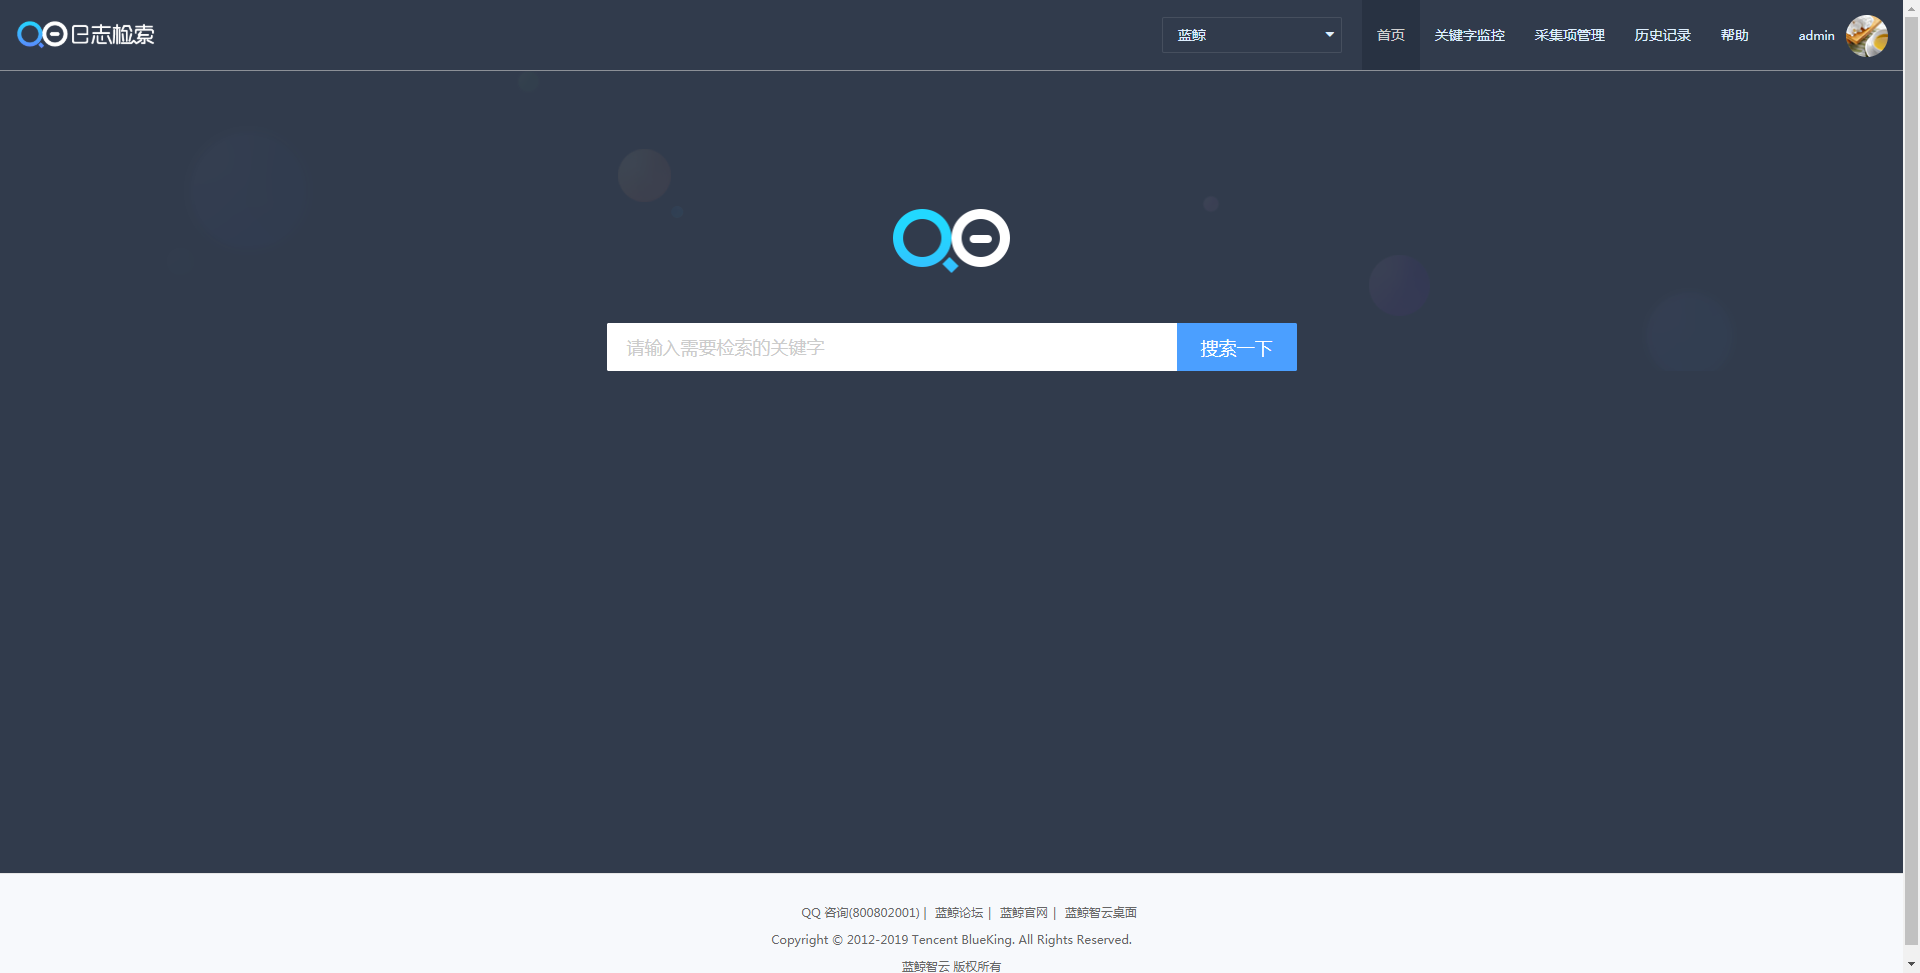 日志检索
蓝鲸
首页 关键字监控 采集项管理 历史记录 帮助 admin
请输入需要检索的关键字 搜索一下
QQ 咨询(800802001) | 蓝鲸论坛 | 蓝鲸官网 | 蓝鲸智云桌面
Copyright © 2012-2019 Tencent BlueKing. All Rights Reserved.
蓝鲸智云 版权所有